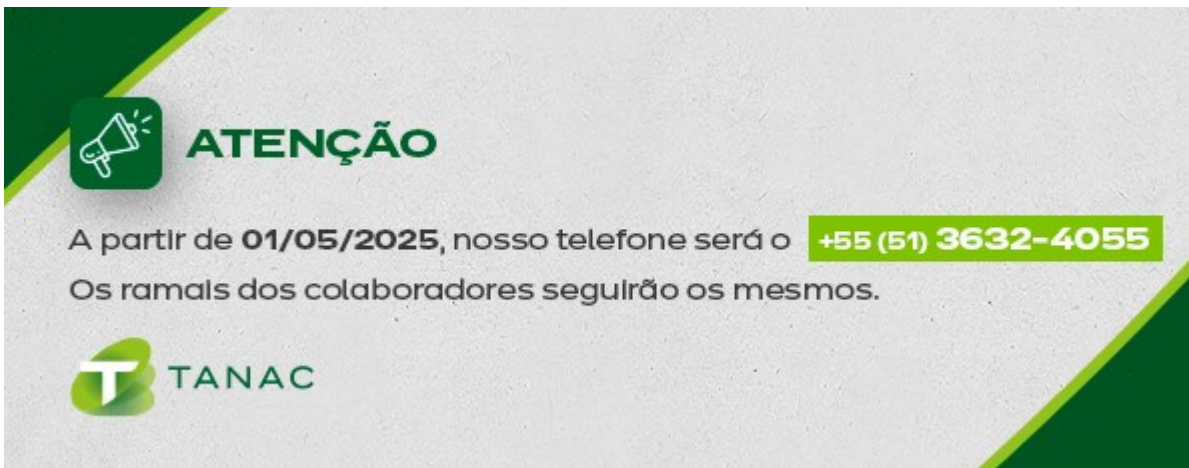 ATENÇÃO
A partir de 01/05/2025, nosso telefone será o +55 (51) 3632-4055
Os ramais dos colaboradores seguirão os mesmos.
T TANAC